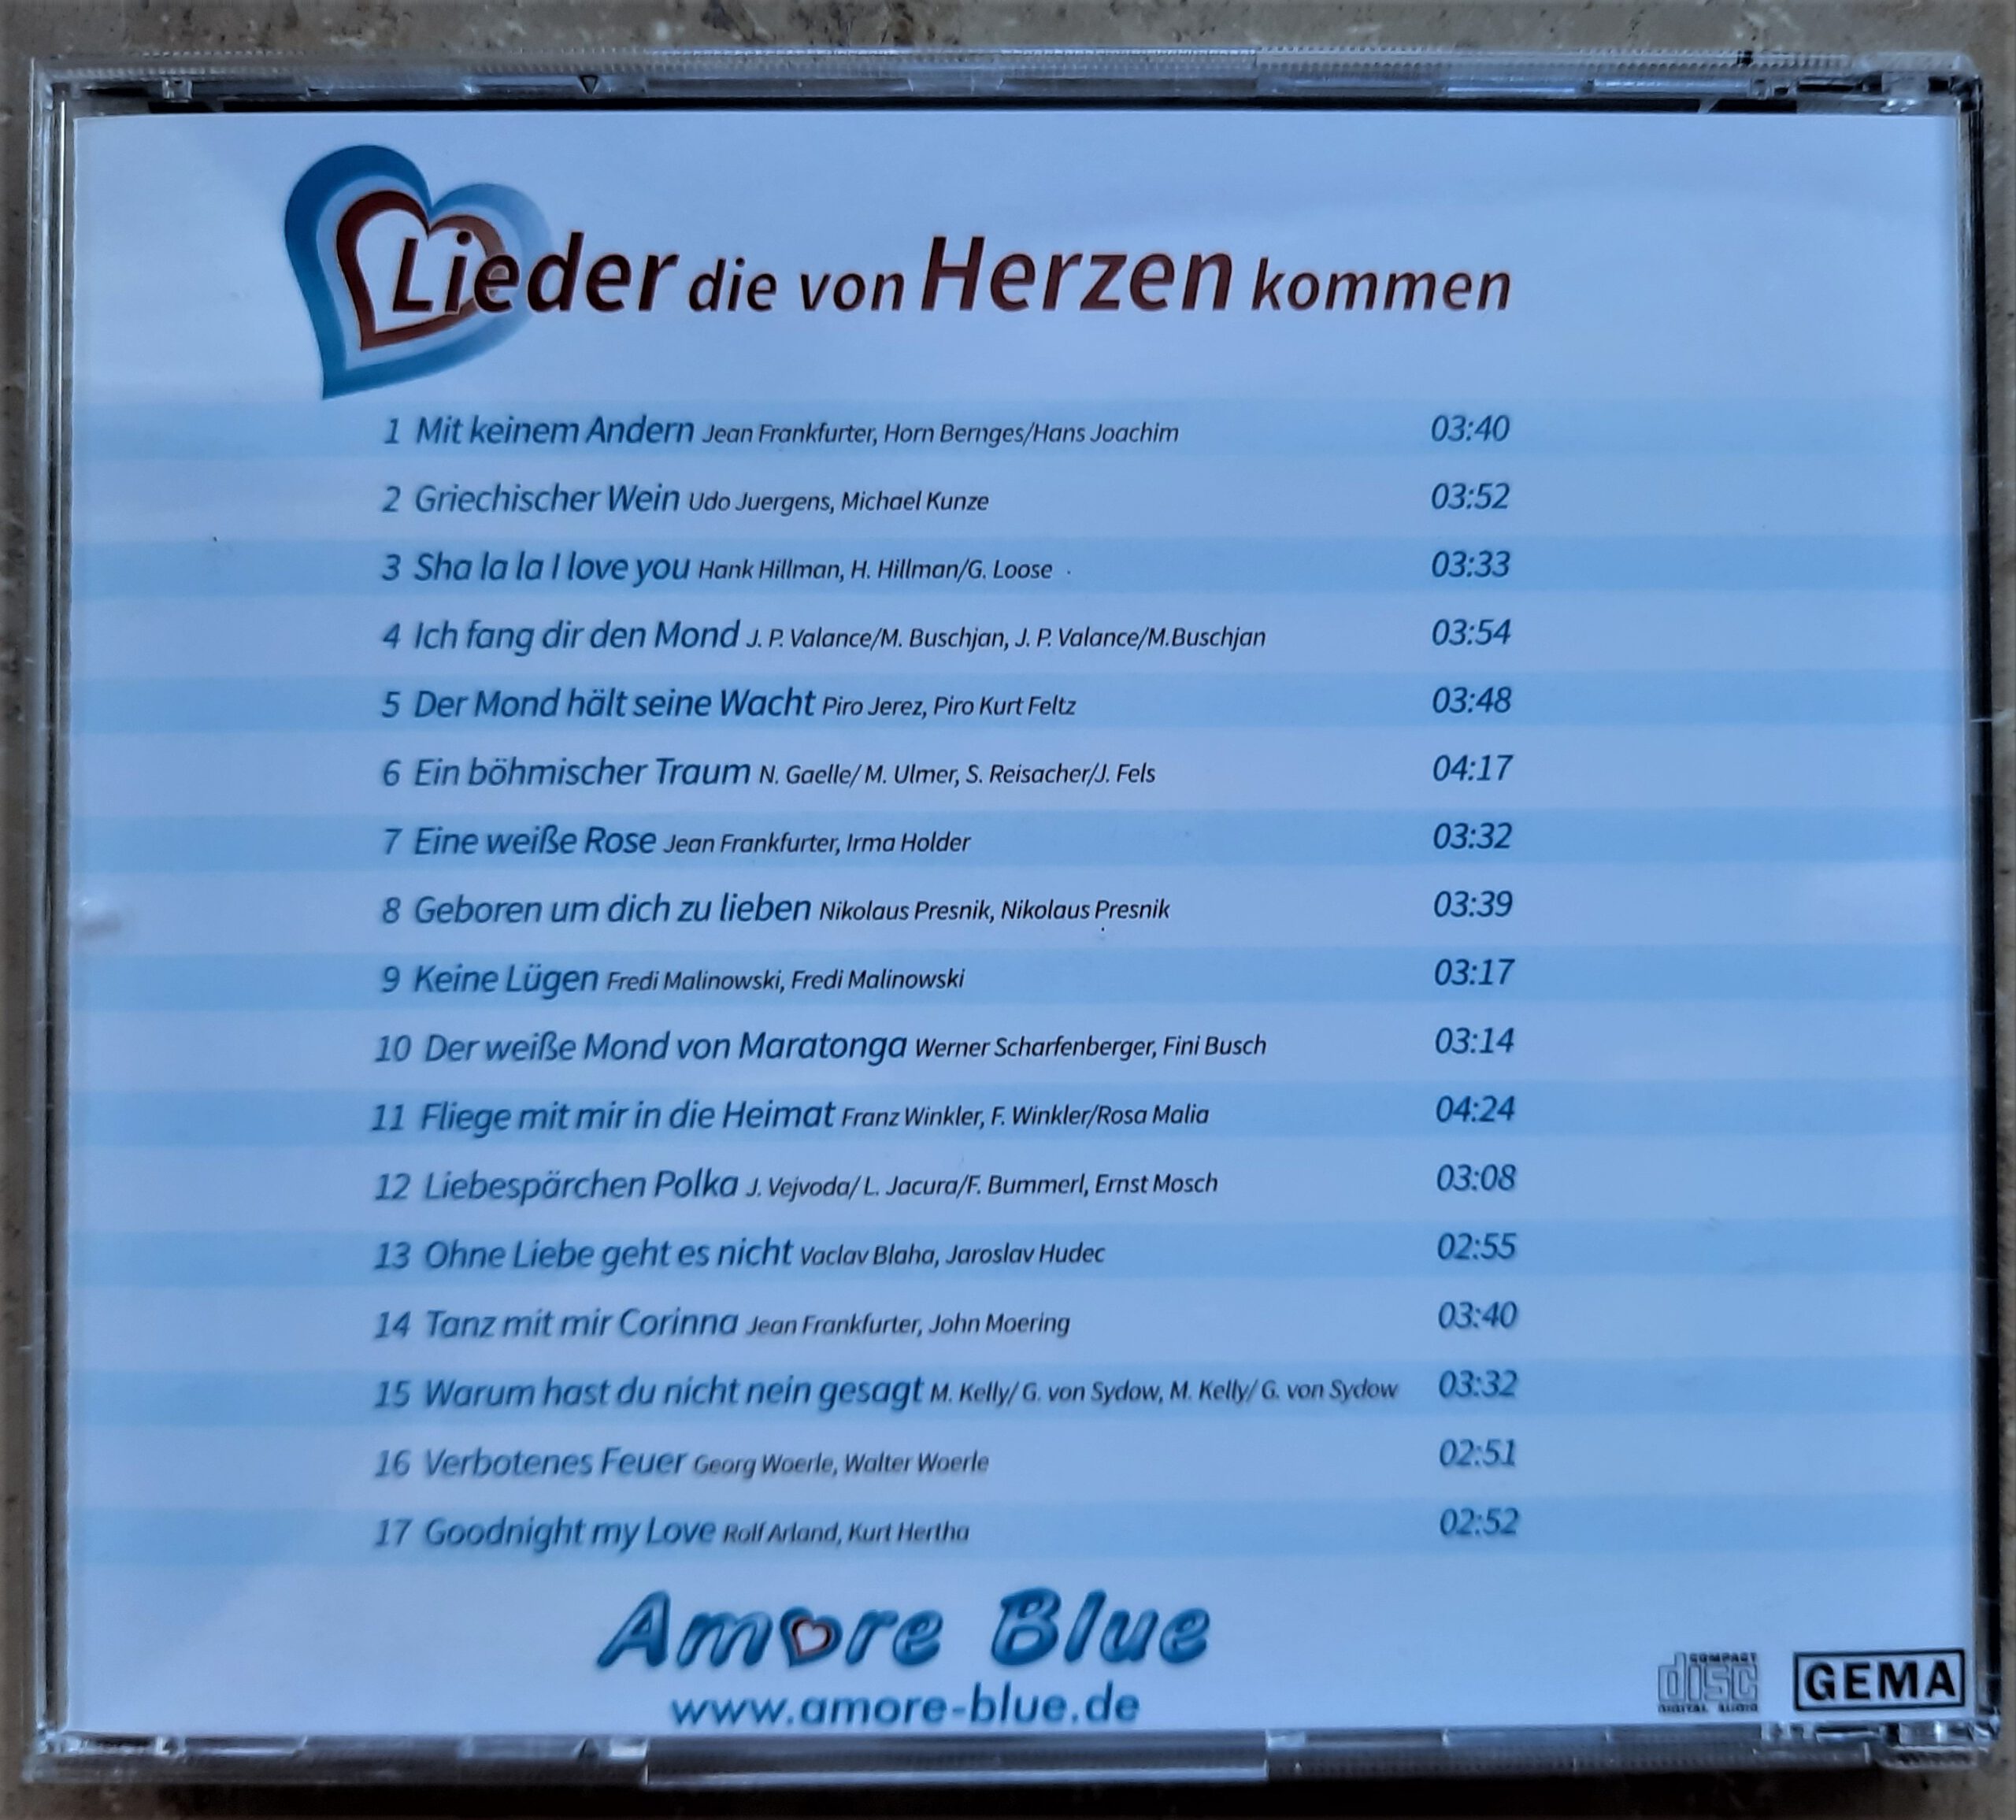 Lieder die von Herzen kommen
1 Mit keinem Andern Jean Frankfurter, Horn Bernges/Hans Joachim 03:40
2 Griechischer Wein Udo Juergens, Michael Kunze 03:52
3 Sha la la I love you Hank Hillman, H. Hillman/G. Loose 03:33
4 Ich fang dir den Mond J. P. Valance/M. Buschjan, J. P. Valance/M.Buschjan 03:54
5 Der Mond hält seine Wacht Piro Jerez, Piro Kurt Feltz 03:48
6 Ein böhmischer Traum N. Gaelle/ M. Ulmer, S. Reisacher/J. Fels 04:17
7 Eine weiße Rose Jean Frankfurter, Irma Holder 03:32
8 Geboren um dich zu lieben Nikolaus Presnik, Nikolaus Presnik 03:39
9 Keine Lügen Fredi Malinowski, Fredi Malinowski 03:17
10 Der weiße Mond von Maratonga Werner Scharfenberger, Fini Busch 03:14
11 Fliege mit mir in die Heimat Franz Winkler, F. Winkler/Rosa Malia 04:24
12 Liebespärchen Polka J. Vejvoda/ L. Jacura/F. Bummerl, Ernst Mosch 03:08
13 Ohne Liebe geht es nicht Vaclav Blaha, Jaroslav Hudec 02:55
14 Tanz mit mir Corinna Jean Frankfurter, John Moering 03:40
15 Warum hast du nicht nein gesagt M. Kelly/ G. von Sydow, M. Kelly/ G. von Sydow 03:32
16 Verbotenes Feuer Georg Woerle, Walter Woerle 02:51
17 Goodnight my Love Rolf Arland, Kurt Hertha 02:52
Amore Blue
www.amore-blue.de
COMPACT
disc
DIGITAL AUDIO
GEMA